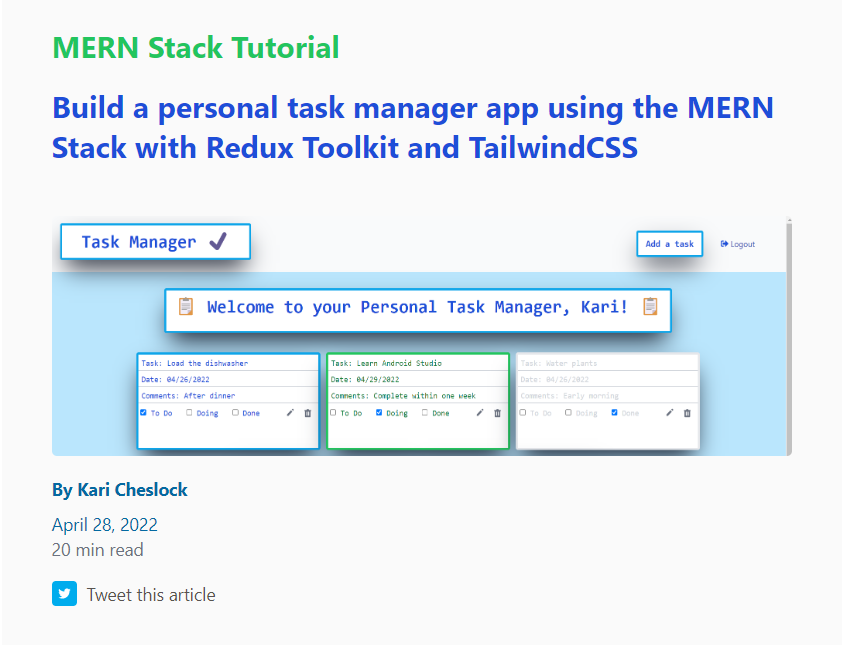 MERN Stack Tutorial
Build a personal task manager app using the MERN
Stack with Redux Toolkit and TailwindCSS
Task Manager
Add a task
Logout
Welcome to your Personal Task Manager, Kari!
Task: Load the dishwasher
Date: 04/26/2022
Comments: After dinner
To Do Doing Done
Task: Learn Android Studio
Date: 04/29/2022
Comments: Complete within one week
To Do Doing Done
Task: Water plants
Date: 04/26/2022
Comments: Early morning
To Do Doing Done
By Kari Cheslock
April 28, 2022
20 min read
Tweet this article